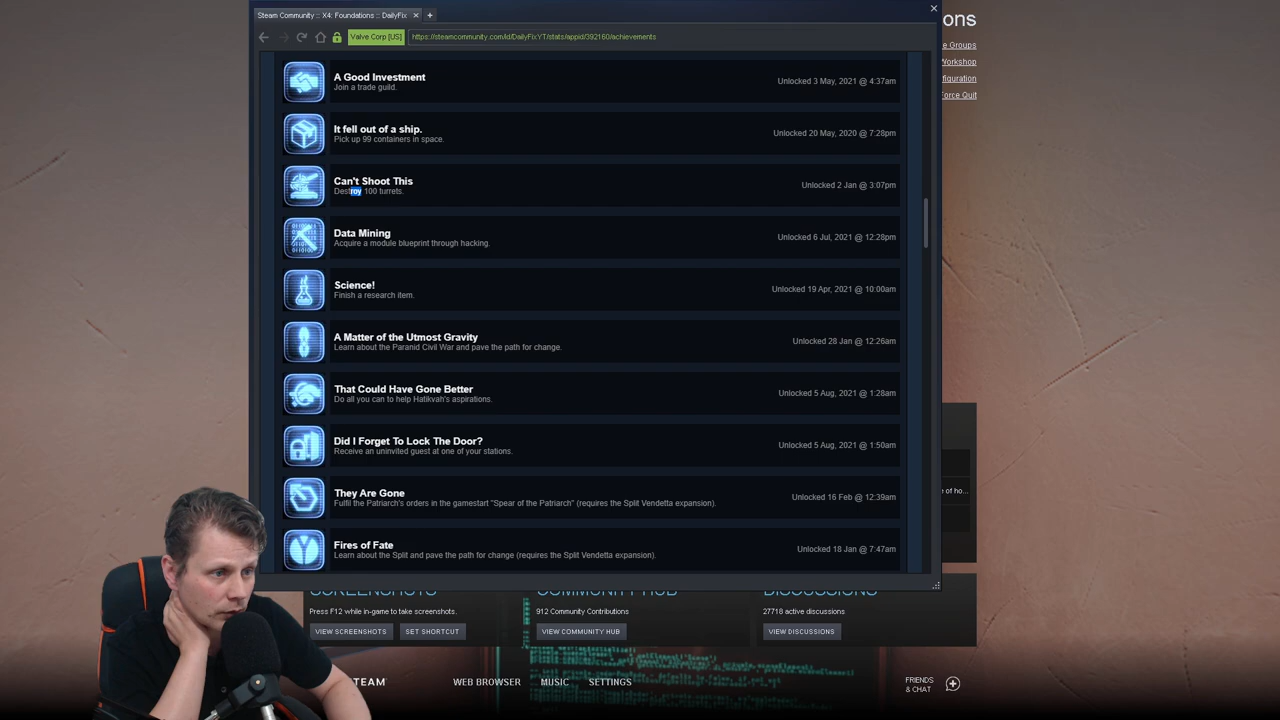 Steam Community :: X4: Foundations :: DailyFix
Valve Corp [US]
https://steamcommunity.com/id/DailyFixYT/stats/appid/392160/achievements
ons
e Groups
Workshop
figuration
Force Quit
A Good Investment
Join a trade guild.
Unlocked 3 May, 2021 @ 4:37am
It fell out of a ship.
Pick up 99 containers in space.
Unlocked 20 May, 2020 @ 7:28pm
Can't Shoot This
Destroy 100 turrets.
Unlocked 2 Jan @ 3:07pm
Data Mining
Acquire a module blueprint through hacking.
Unlocked 6 Jul, 2021 @ 12:28pm
Science!
Finish a research item.
Unlocked 19 Apr, 2021 @ 10:00am
A Matter of the Utmost Gravity
Learn about the Paranid Civil War and pave the path for change.
Unlocked 28 Jan @ 12:26am
That Could Have Gone Better
Do all you can to help Hatikvah's aspirations.
Unlocked 5 Aug, 2021 @ 1:28am
Did I Forget To Lock The Door?
Receive an uninvited guest at one of your stations.
Unlocked 5 Aug, 2021 @ 1:50am
They Are Gone
Fulfil the Patriarch's orders in the gamestart "Spear of the Patriarch" (requires the Split Vendetta expansion).
Unlocked 16 Feb @ 12:39am
e of ho...
Fires of Fate
Learn about the Split and pave the path for change (requires the Split Vendetta expansion).
Unlocked 18 Jan @ 7:47am
SCREENSHOTS
COMMUNITY HUB
DISCUSSIONS
Press F12 while in-game to take screenshots.
912 Community Contributions
27718 active discussions
VIEW SCREENSHOTS
SET SHORTCUT
VIEW COMMUNITY HUB
VIEW DISCUSSIONS
EAM
WEB BROWSER
MUSIC
SETTINGS
FRIENDS
& CHAT